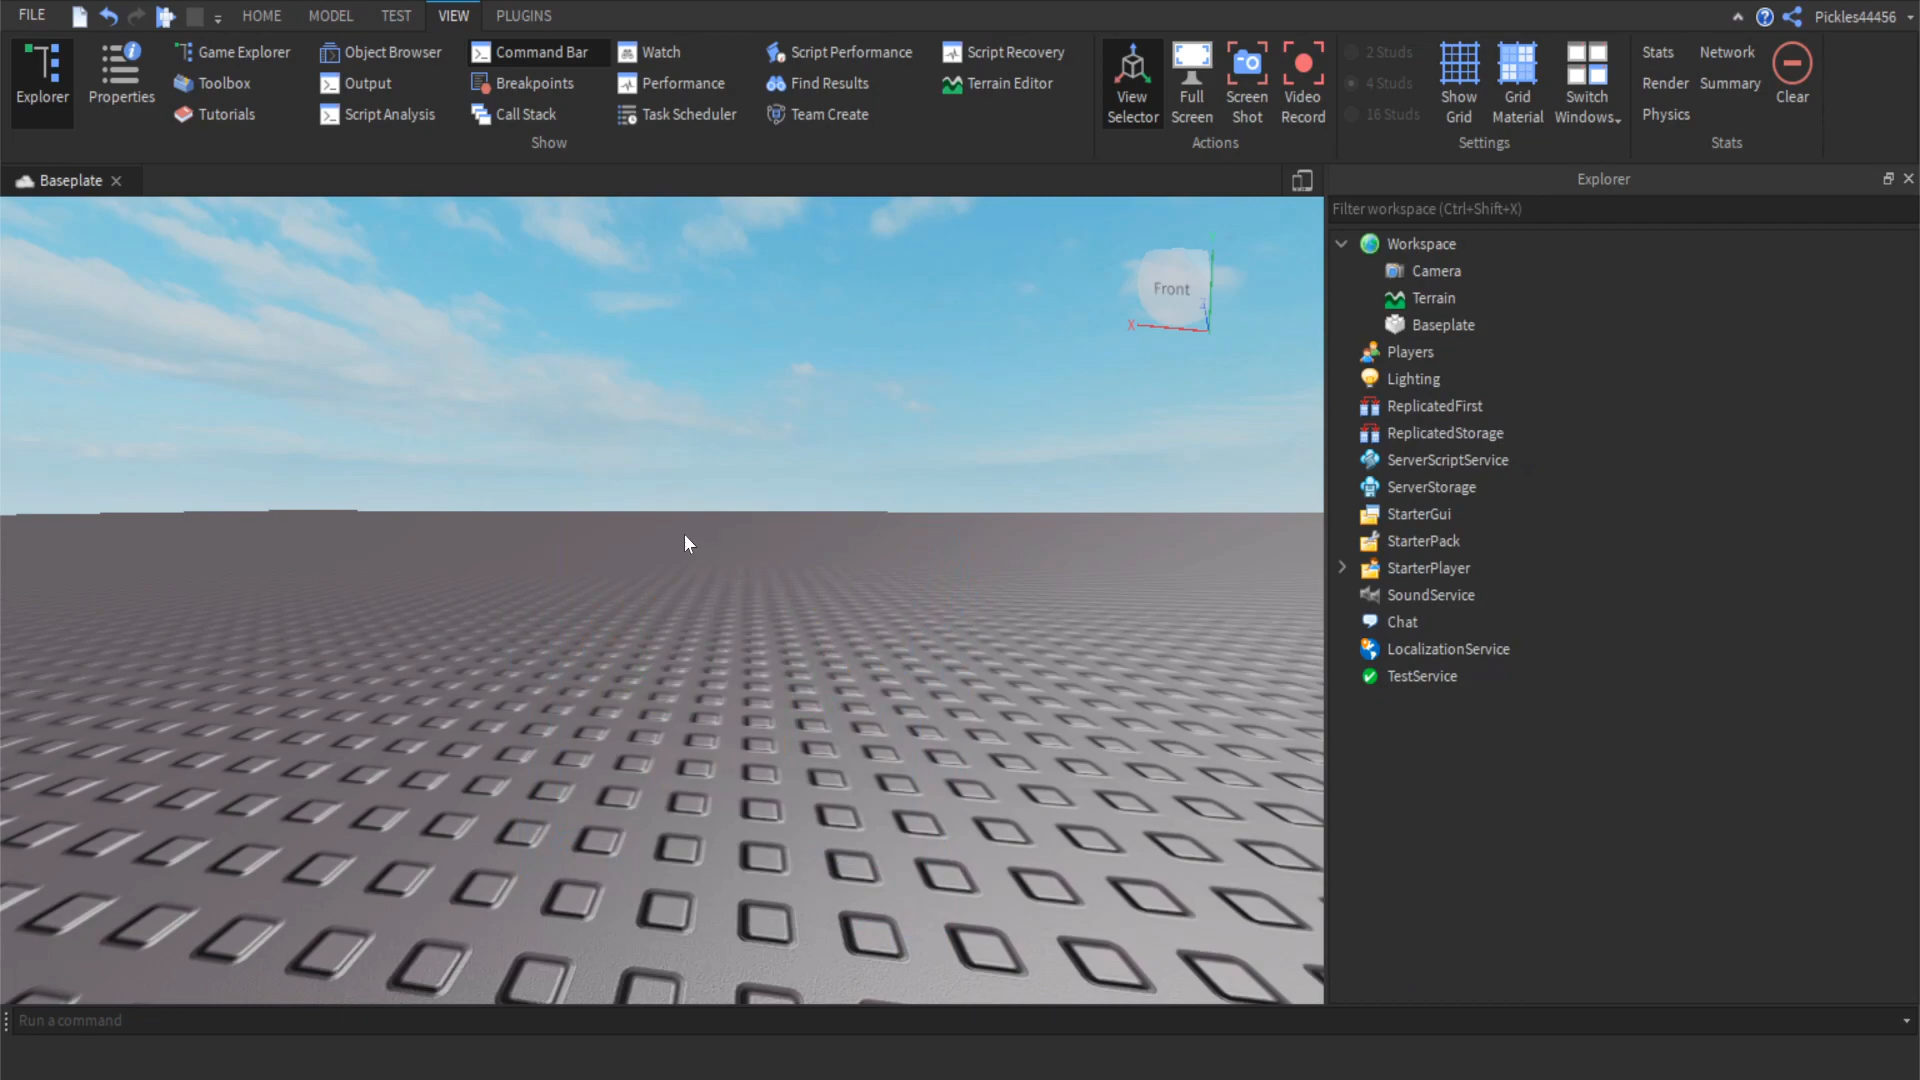 FILE HOME MODEL TEST VIEW PLUGINS Pickles44456
Explorer
Properties
Game Explorer
Toolbox
Tutorials
Object Browser
Output
Script Analysis
Command Bar
Breakpoints
Call Stack
Watch
Performance
Task Scheduler
Script Performance
Find Results
Team Create
Script Recovery
Terrain Editor
Show
View
Selector
Full
Screen
Screen
Shot
Video
Record
Actions
2 Studs
4 Studs
16 Studs
Show
Grid
Grid
Material
Switch
Windows
Settings
Stats
Render
Physics
Network
Summary
Clear
Stats
Baseplate
Front
X
Z
Explorer
Filter workspace (Ctrl+Shift+X)
Workspace
Camera
Terrain
Baseplate
Players
Lighting
ReplicatedFirst
ReplicatedStorage
ServerScriptService
ServerStorage
StarterGui
StarterPack
StarterPlayer
SoundService
Chat
LocalizationService
TestService
Run a command